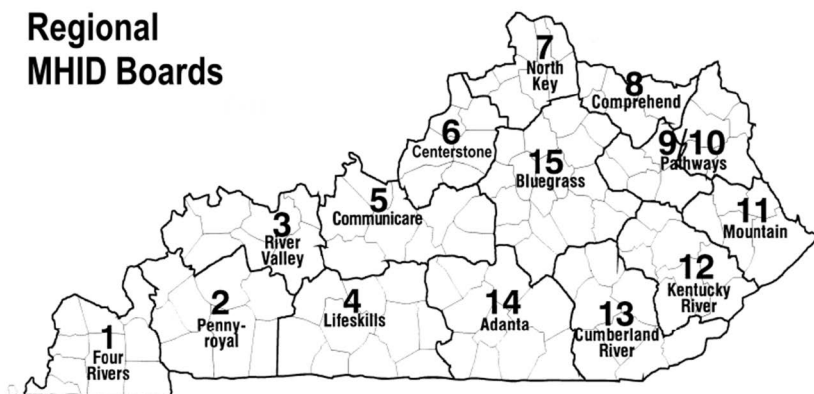 Regional
MHID Boards
7
North
Key
8
Comprehend
6
Centerstone
9/10
Pathways
15
Bluegrass
5
Communicare
3
River
Valley
11
Mountain
12
Kentucky
River
2
Penny-
royal
4
Lifeskills
14
Adanta
13
Cumberland
River
1
Four
Rivers